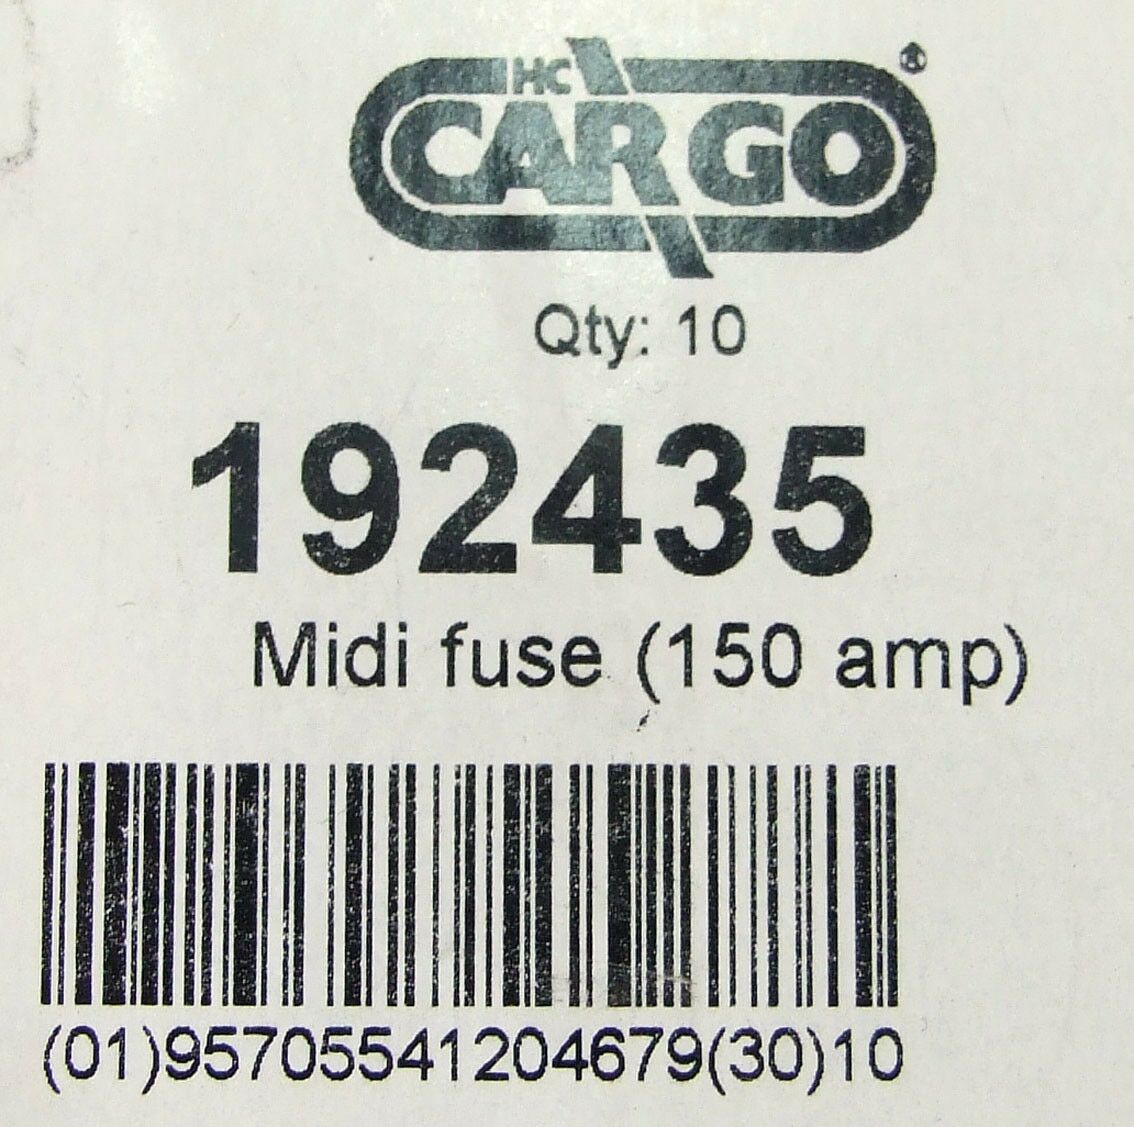 HC
CARGO®
Qty: 10
192435
Midi fuse (150 amp)
(01)95705541204679(30)10